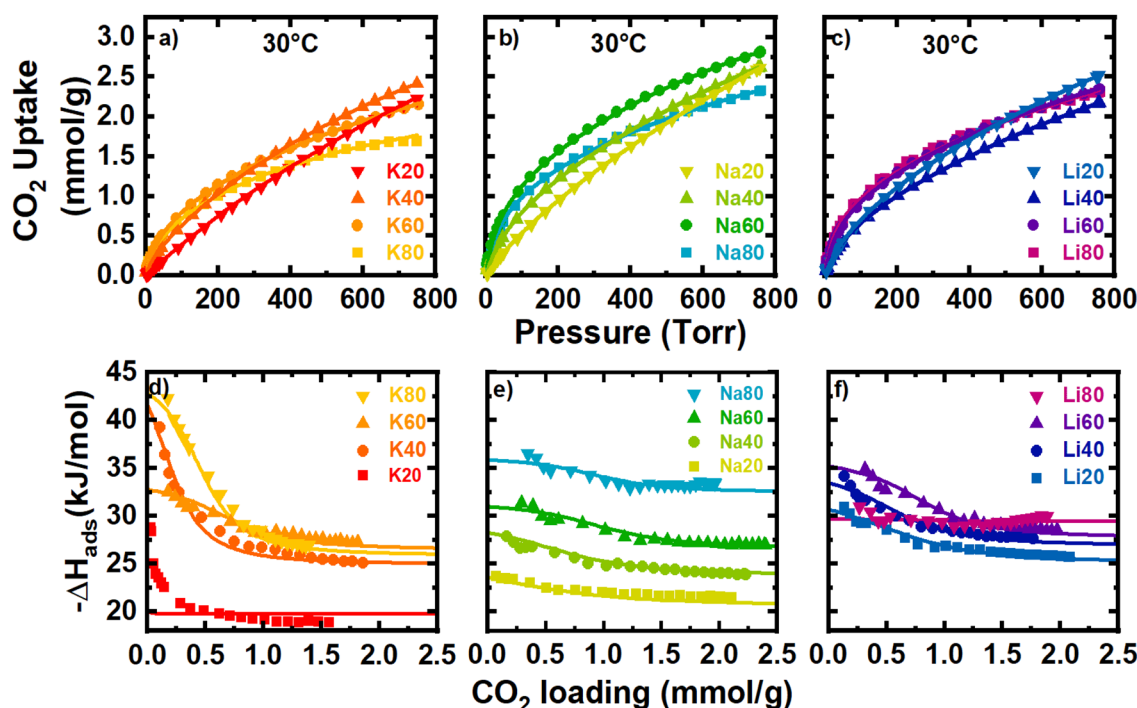 CO₂ Uptake
(mmol/g)
a) 30°C
3.0
2.5
2.0
1.5
1.0
0.5
0.0
K20
K40
K60
K80
0 200 400 600 800
b) 30°C
Na20
Na40
Na60
Na80
0 200 400 600 800
c) 30°C
Li20
Li40
Li60
Li80
0 200 400 600 800
Pressure (Torr)
-ΔHads(kJ/mol)
45
40
35
30
25
20
d)
K80
K60
K40
K20
0.0 0.5 1.0 1.5 2.0 2.5
e)
Na80
Na60
Na40
Na20
0.0 0.5 1.0 1.5 2.0 2.5
f)
Li80
Li60
Li40
Li20
0.0 0.5 1.0 1.5 2.0 2.5
CO₂ loading (mmol/g)